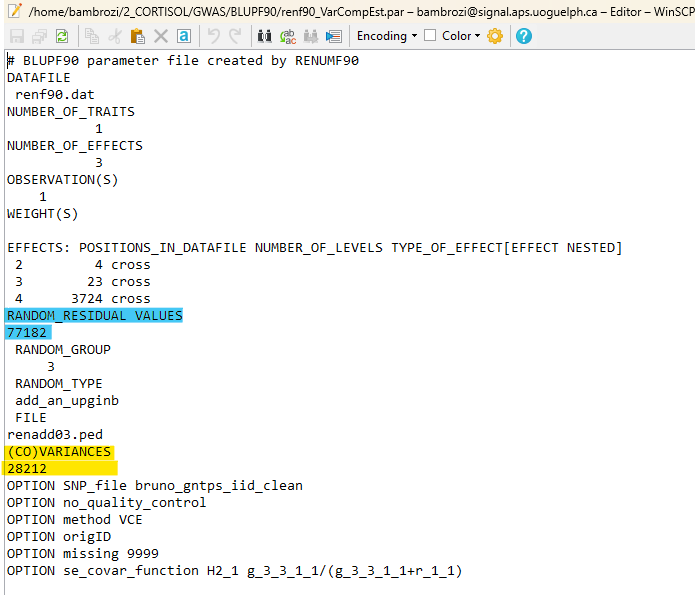 /home/bambrozi/2_CORTISOL/GWAS/BLUPF90/renf90_VarCompEst.par – bambrozi@signal.aps.uoguelph.ca – Editor – WinSCP
Encoding Color
# BLUPF90 parameter file created by RENUMF90
DATAFILE
renf90.dat
NUMBER_OF_TRAITS
1
NUMBER_OF_EFFECTS
3
OBSERVATION(S)
1
WEIGHT(S)
EFFECTS: POSITIONS_IN_DATAFILE NUMBER_OF_LEVELS TYPE_OF_EFFECT[EFFECT NESTED]
2 4 cross
3 23 cross
4 3724 cross
RANDOM_RESIDUAL VALUES
77182
RANDOM_GROUP
3
RANDOM_TYPE
add_an_upginb
FILE
renadd03.ped
(CO)VARIANCES
28212
OPTION SNP_file bruno_gntps_iid_clean
OPTION no_quality_control
OPTION method VCE
OPTION origID
OPTION missing 9999
OPTION se_covar_function H2_1 g_3_3_1_1/(g_3_3_1_1+r_1_1)